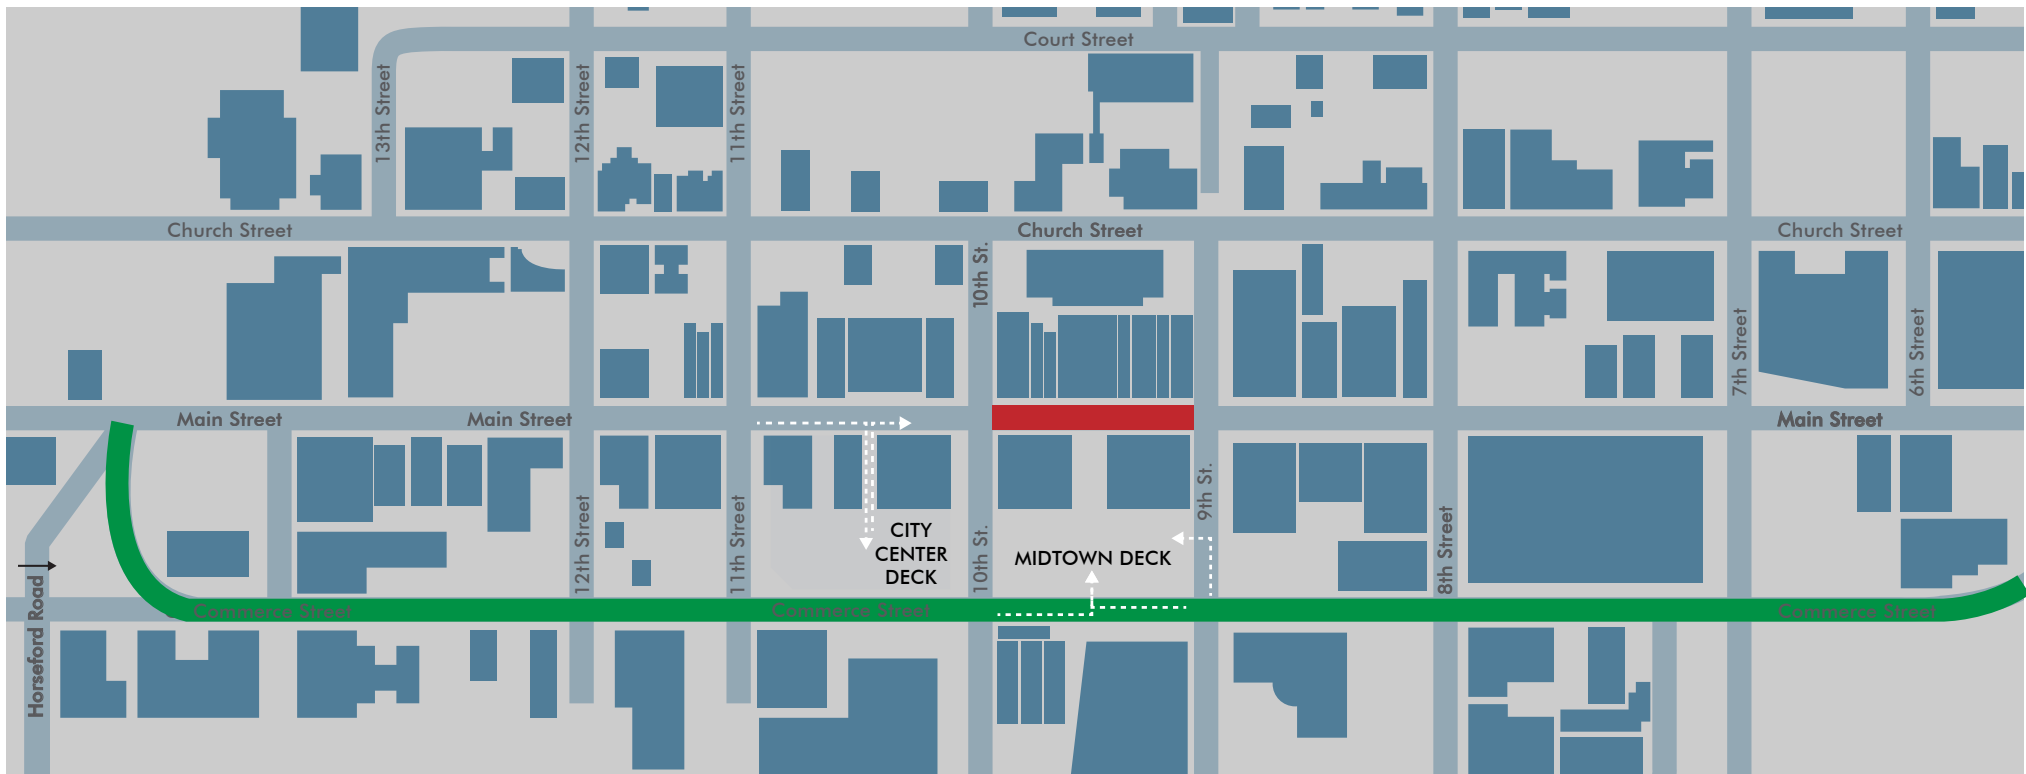 Court Street
13th Street
12th Street
11th Street
Church Street
Church Street
Church Street
10th St.
7th Street
6th Street
Main Street
Main Street
Main Street
9th St.
12th Street
11th Street
10th St.
8th Street
CITY
CENTER
DECK
MIDTOWN DECK
Horseford Road
Commerce Street
Commerce Street
Commerce Street